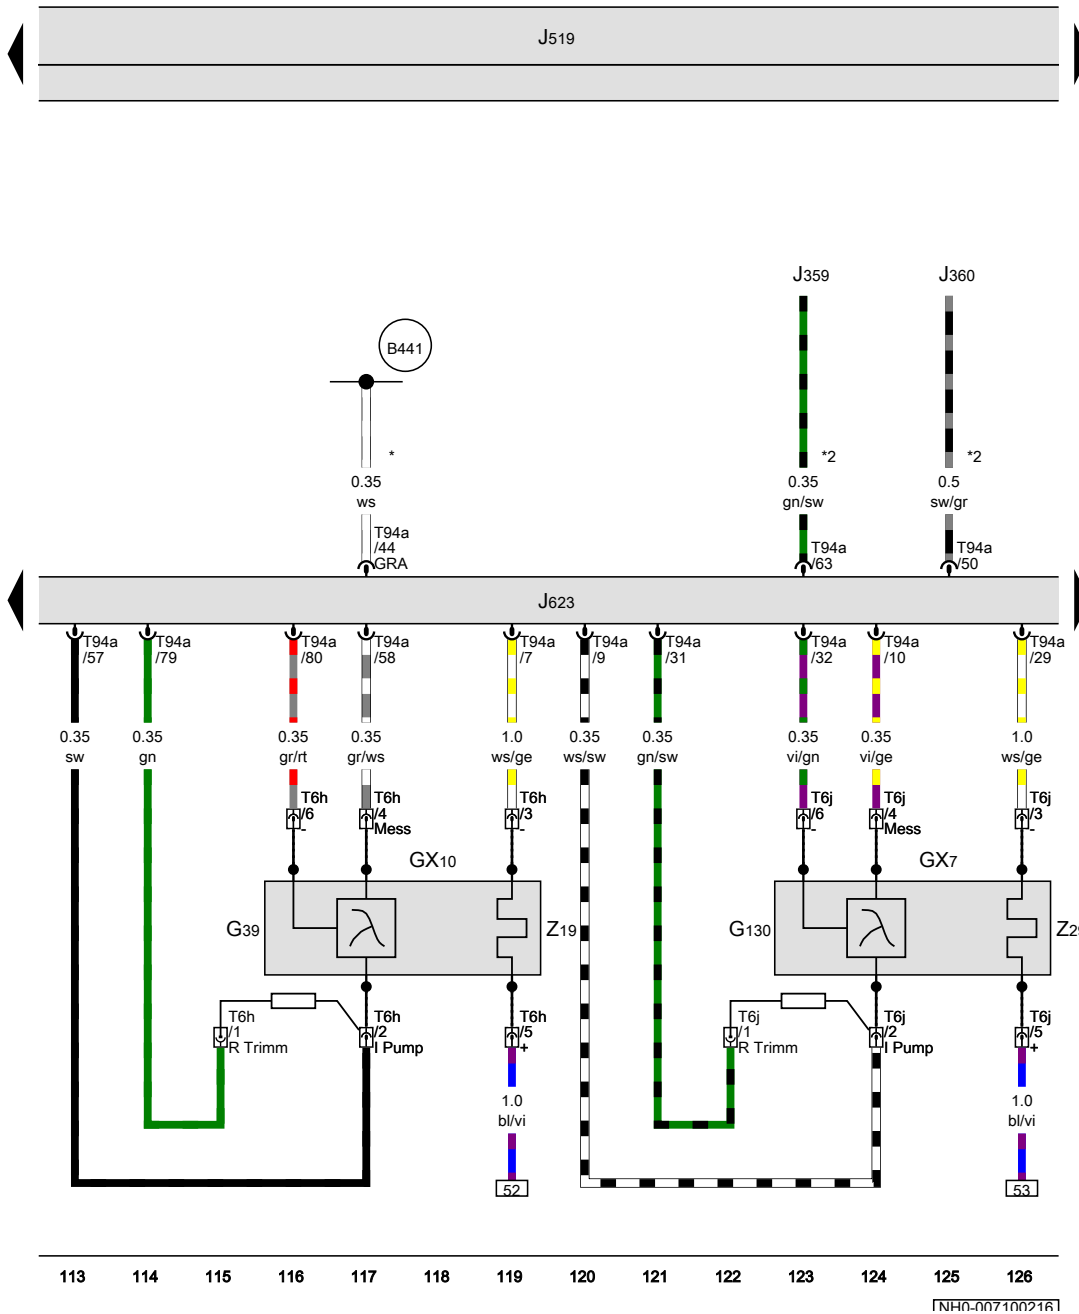 J519
J359
J360
B441
*
*2
*2
0.35
0.35
0.5
ws
gn/sw
sw/gr
T94a
/44
GRA
T94a
/63
T94a
/50
J623
T94a
/57
T94a
/79
T94a
/80
T94a
/58
T94a
/7
T94a
/9
T94a
/31
T94a
/32
T94a
/10
T94a
/29
0.35
sw
0.35
gn
0.35
gr/rt
0.35
gr/ws
1.0
ws/ge
0.35
ws/sw
0.35
gn/sw
0.35
vi/gn
0.35
vi/ge
1.0
ws/ge
T6h
/6
-
T6h
/4
Mess
T6h
/3
-
T6j
/6
-
T6j
/4
Mess
T6j
/3
-
GX10
GX7
G39
Z19
G130
T6h
/1
R Trimm
T6h
/2
I Pump
T6h
/5
+
T6j
/1
R Trimm
T6j
/2
I Pump
T6j
/5
+
1.0
bl/vi
1.0
bl/vi
52
53
113 114 115 116 117 118 119 120 121 122 123 124 125 126
NH0-007100216